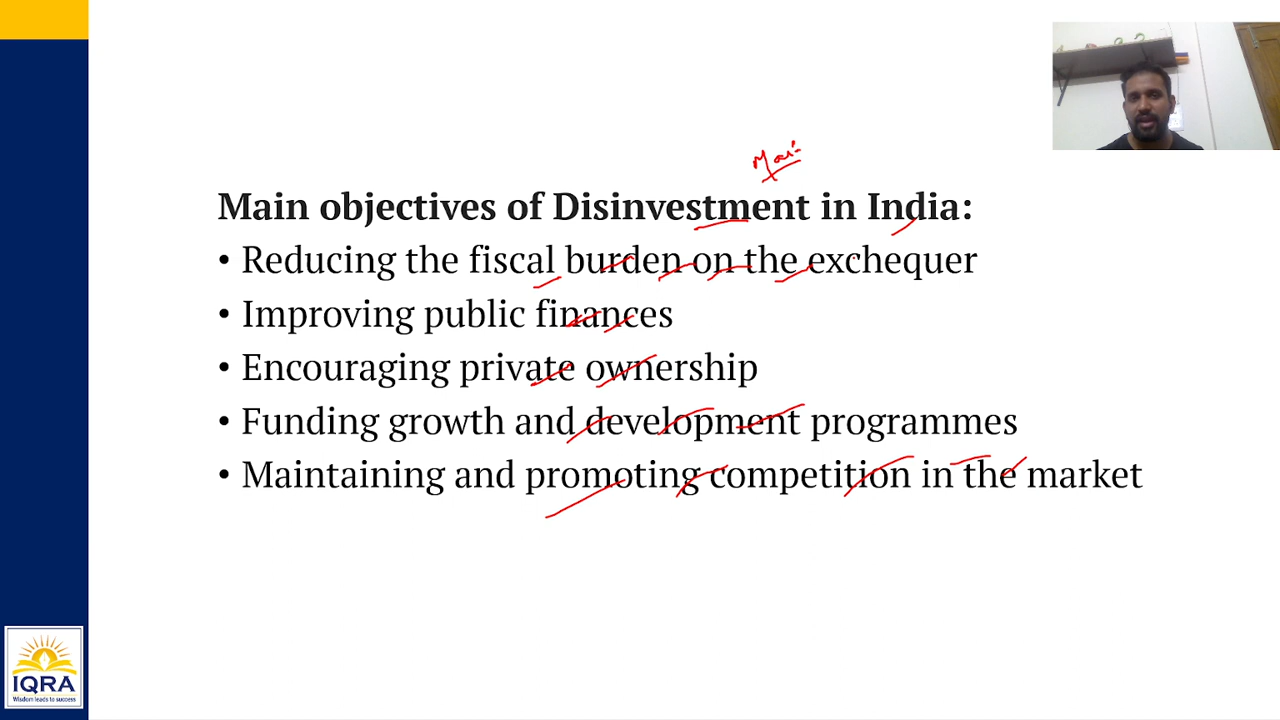 Main objectives of Disinvestment in India:
• Reducing the fiscal burden on the exchequer
• Improving public finances
• Encouraging private ownership
• Funding growth and development programmes
• Maintaining and promoting competition in the market
IQRA
Wisdom leads to success